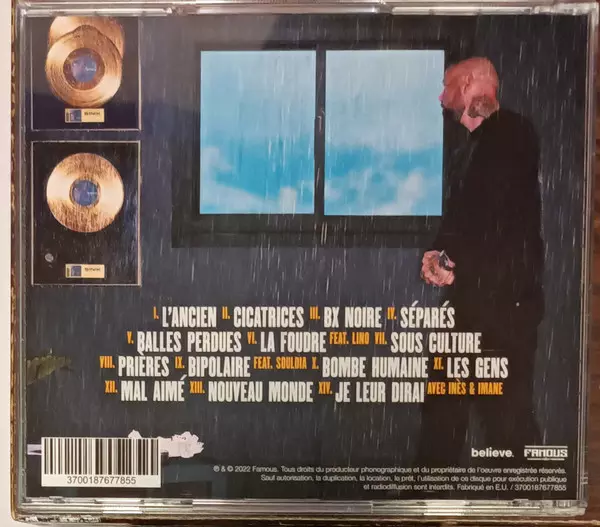 I. L'ANCIEN II. CICATRICES III. BX NOIRE IV. SÉPARÉS
V. BALLES PERDUES VI. LA FOUDRE FEAT. LINO VII. SOUS CULTURE
VIII. PRIÈRES IX. BIPOLAIRE FEAT. SOULDIA X. BOMBE HUMAINE XI. LES GENS
XII. MAL AIMÉ XIII. NOUVEAU MONDE XIV. JE LEUR DIRAI AVEC INÈS & IMANE
believe. FAMOUS
3700187677855
℗ & © 2022 Famous. Tous droits du producteur phonographique et du propriétaire de l'oeuvre enregistrée réservés.
Sauf autorisation, la duplication, la location, le prêt, l'utilisation de ce disque pour exécution publique
et radiodiffusion sont interdits. Fabriqué en E.U. / 3700187677855